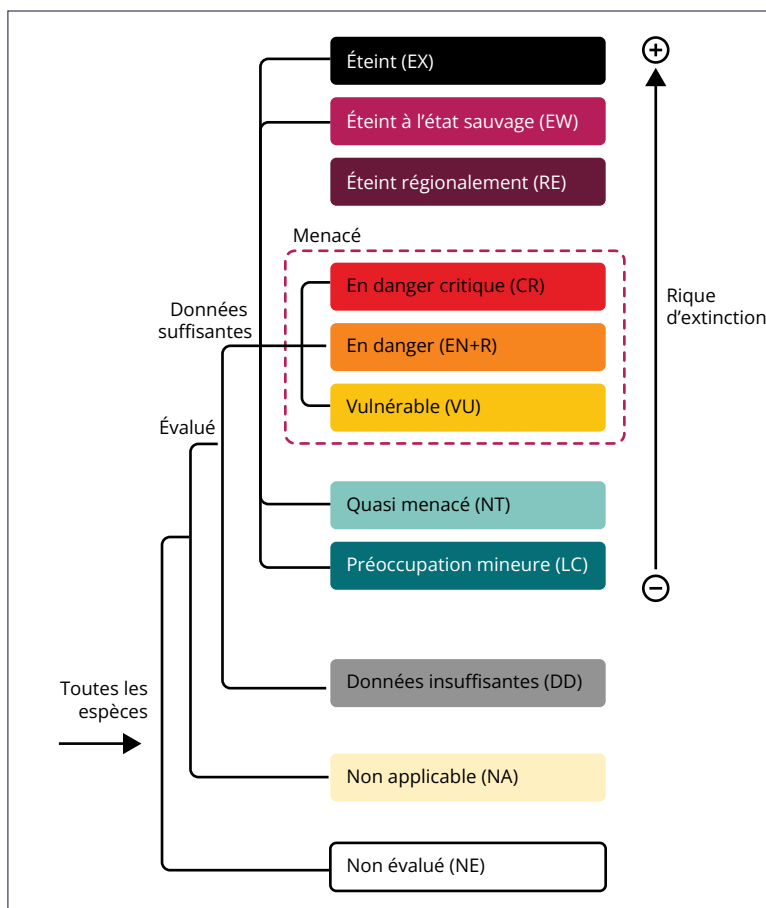 Éteint (EX)
Éteint à l’état sauvage (EW)
Éteint régionalement (RE)
Menacé
En danger critique (CR)
En danger (EN+R)
Vulnérable (VU)
Données
suffisantes
Évalué
Quasi menacé (NT)
Préoccupation mineure (LC)
Rique
d’extinction
+
−
Données insuffisantes (DD)
Toutes les
espèces
Non applicable (NA)
Non évalué (NE)